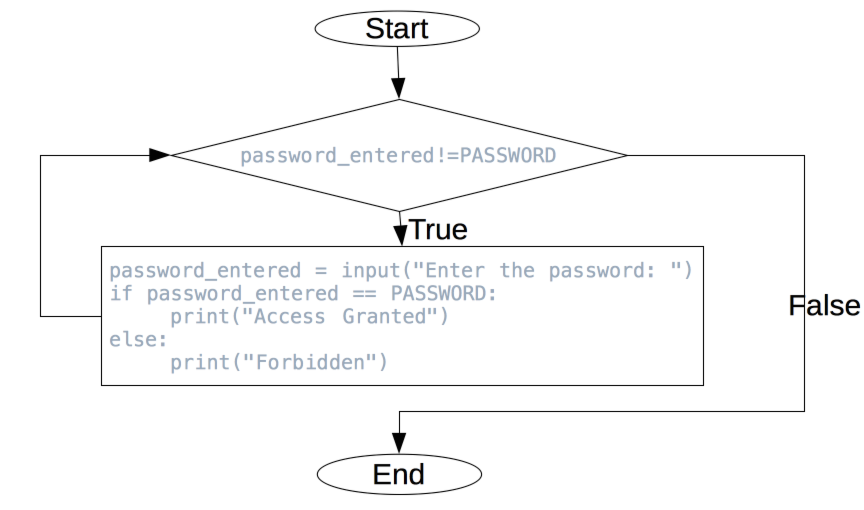 Start
password_entered!=PASSWORD
True
password_entered = input("Enter the password: ")
if password_entered == PASSWORD:
print("Access Granted")
else:
print("Forbidden")
False
End